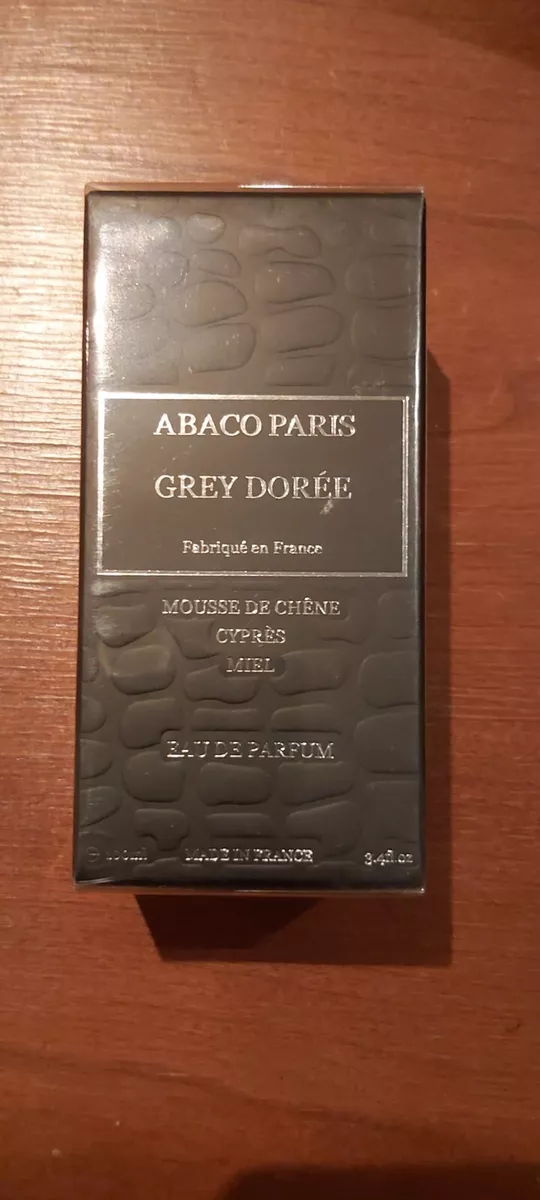 ABACO PARIS
GREY DORÉE
Fabriqué en France
MOUSSE DE CHÊNE
CYPRÈS
MIEL
EAU DE PARFUM
100ml MADE IN FRANCE 3.4fl.oz